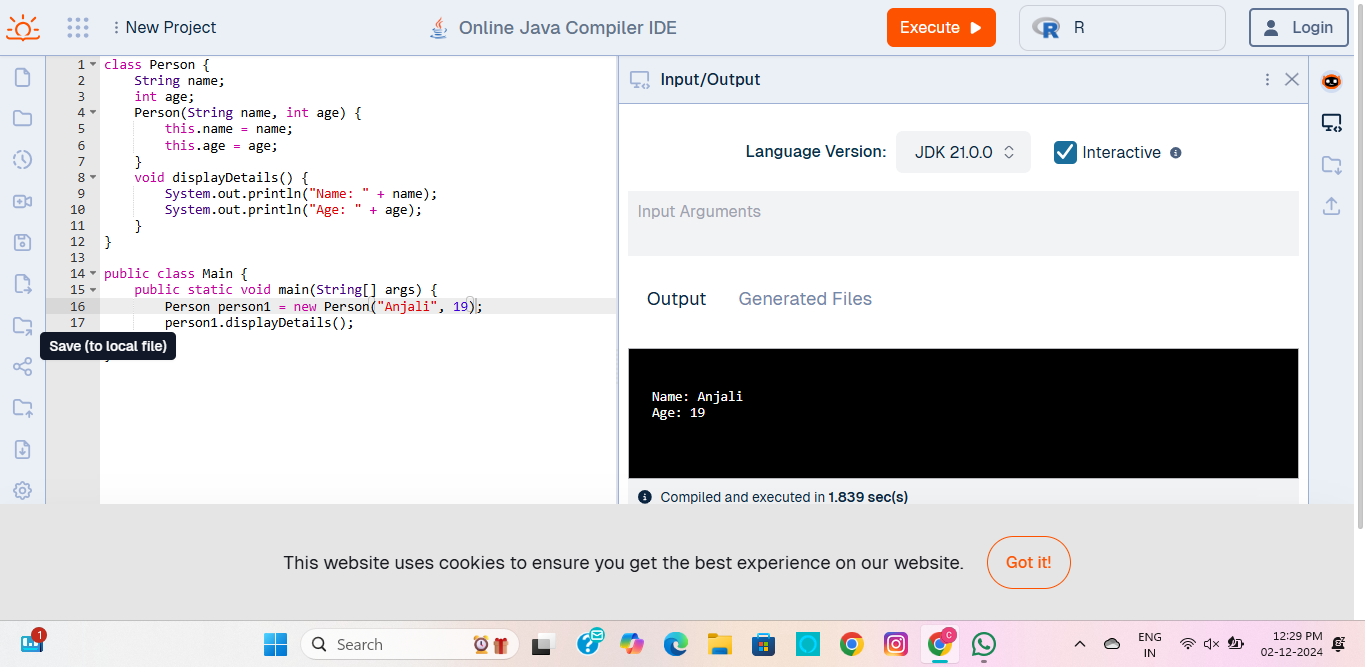 New Project
Online Java Compiler IDE
Execute
R
Login
1 class Person {
2 String name;
3 int age;
4 Person(String name, int age) {
5 this.name = name;
6 this.age = age;
7 }
8 void displayDetails() {
9 System.out.println("Name: " + name);
10 System.out.println("Age: " + age);
11 }
12 }
13
14 public class Main {
15 public static void main(String[] args) {
16 Person person1 = new Person("Anjali", 19);
17 person1.displayDetails();
Save (to local file)
Input/Output
Language Version:
JDK 21.0.0
Interactive
Input Arguments
Output
Generated Files
Name: Anjali
Age: 19
Compiled and executed in 1.839 sec(s)
This website uses cookies to ensure you get the best experience on our website.
Got it!
1
Search
C
ENG
IN
12:29 PM
02-12-2024